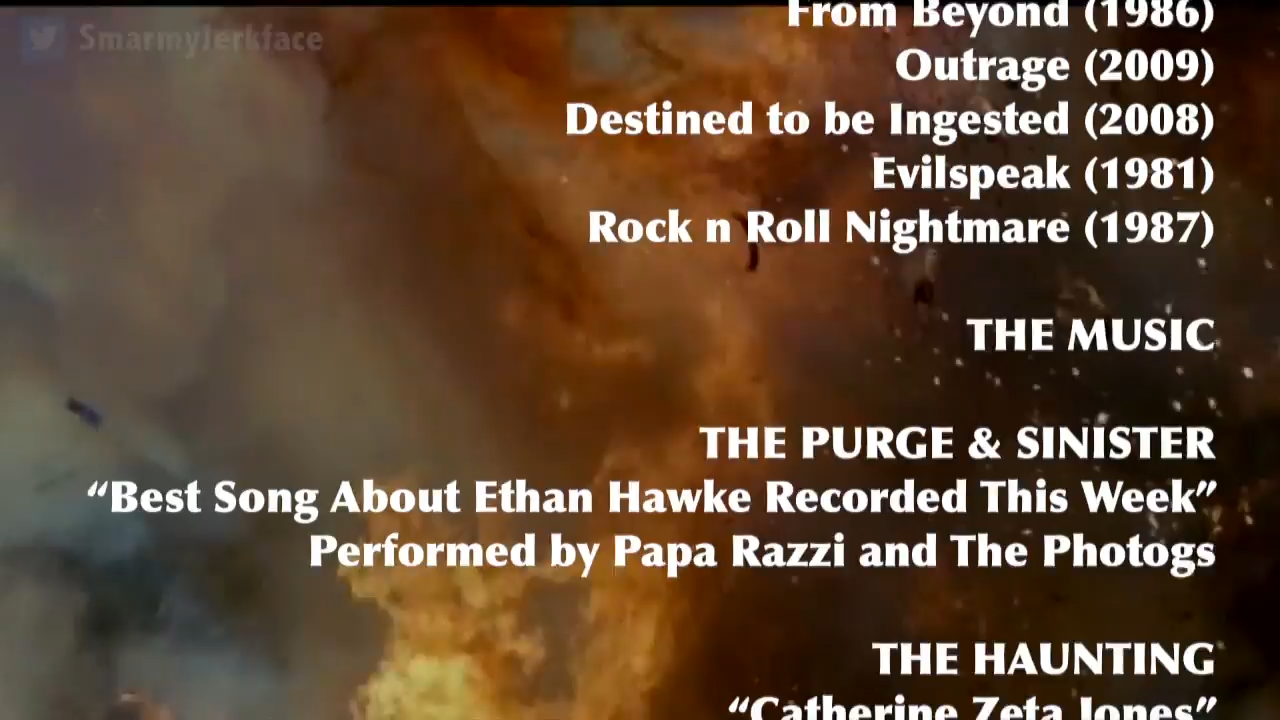 SmarmyJerkface
From Beyond (1986)
Outrage (2009)
Destined to be Ingested (2008)
Evilspeak (1981)
Rock n Roll Nightmare (1987)
THE MUSIC
THE PURGE & SINISTER
“Best Song About Ethan Hawke Recorded This Week”
Performed by Papa Razzi and The Photogs
THE HAUNTING
“Catherine Zeta Jones”